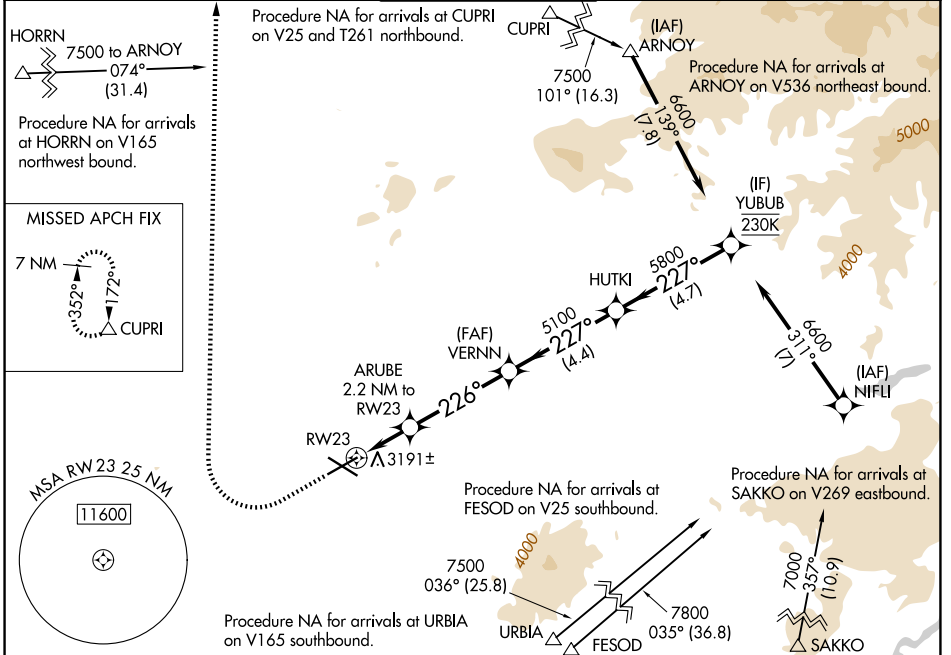 HORRN
7500 to ARNOY
074°
(31.4)
Procedure NA for arrivals
at HORRN on V165
northwest bound.
Procedure NA for arrivals at CUPRI
on V25 and T261 northbound.
CUPRI
7500
101° (16.3)
(IAF)
ARNOY
Procedure NA for arrivals at
ARNOY on V536 northeast bound.
6600
139°
(7.8)
5000
(IF)
YUBUB
230K
4000
MISSED APCH FIX
7 NM
352°
172°
CUPRI
HUTKI
5800
227°
(4.7)
(FAF)
VERNN
5100
227°
(4.4)
6600
311°
(7)
(IAF)
NIFLI
ARUBE
2.2 NM to
RW23
226°
RW23
3191±
MSA RW23 25 NM
11600
Procedure NA for arrivals at
FESOD on V25 southbound.
Procedure NA for arrivals at
SAKKO on V269 eastbound.
4000
7500
036° (25.8)
7800
035° (36.8)
7000
357°
(10.9)
Procedure NA for arrivals at URBIA
on V165 southbound.
URBIA
FESOD
SAKKO